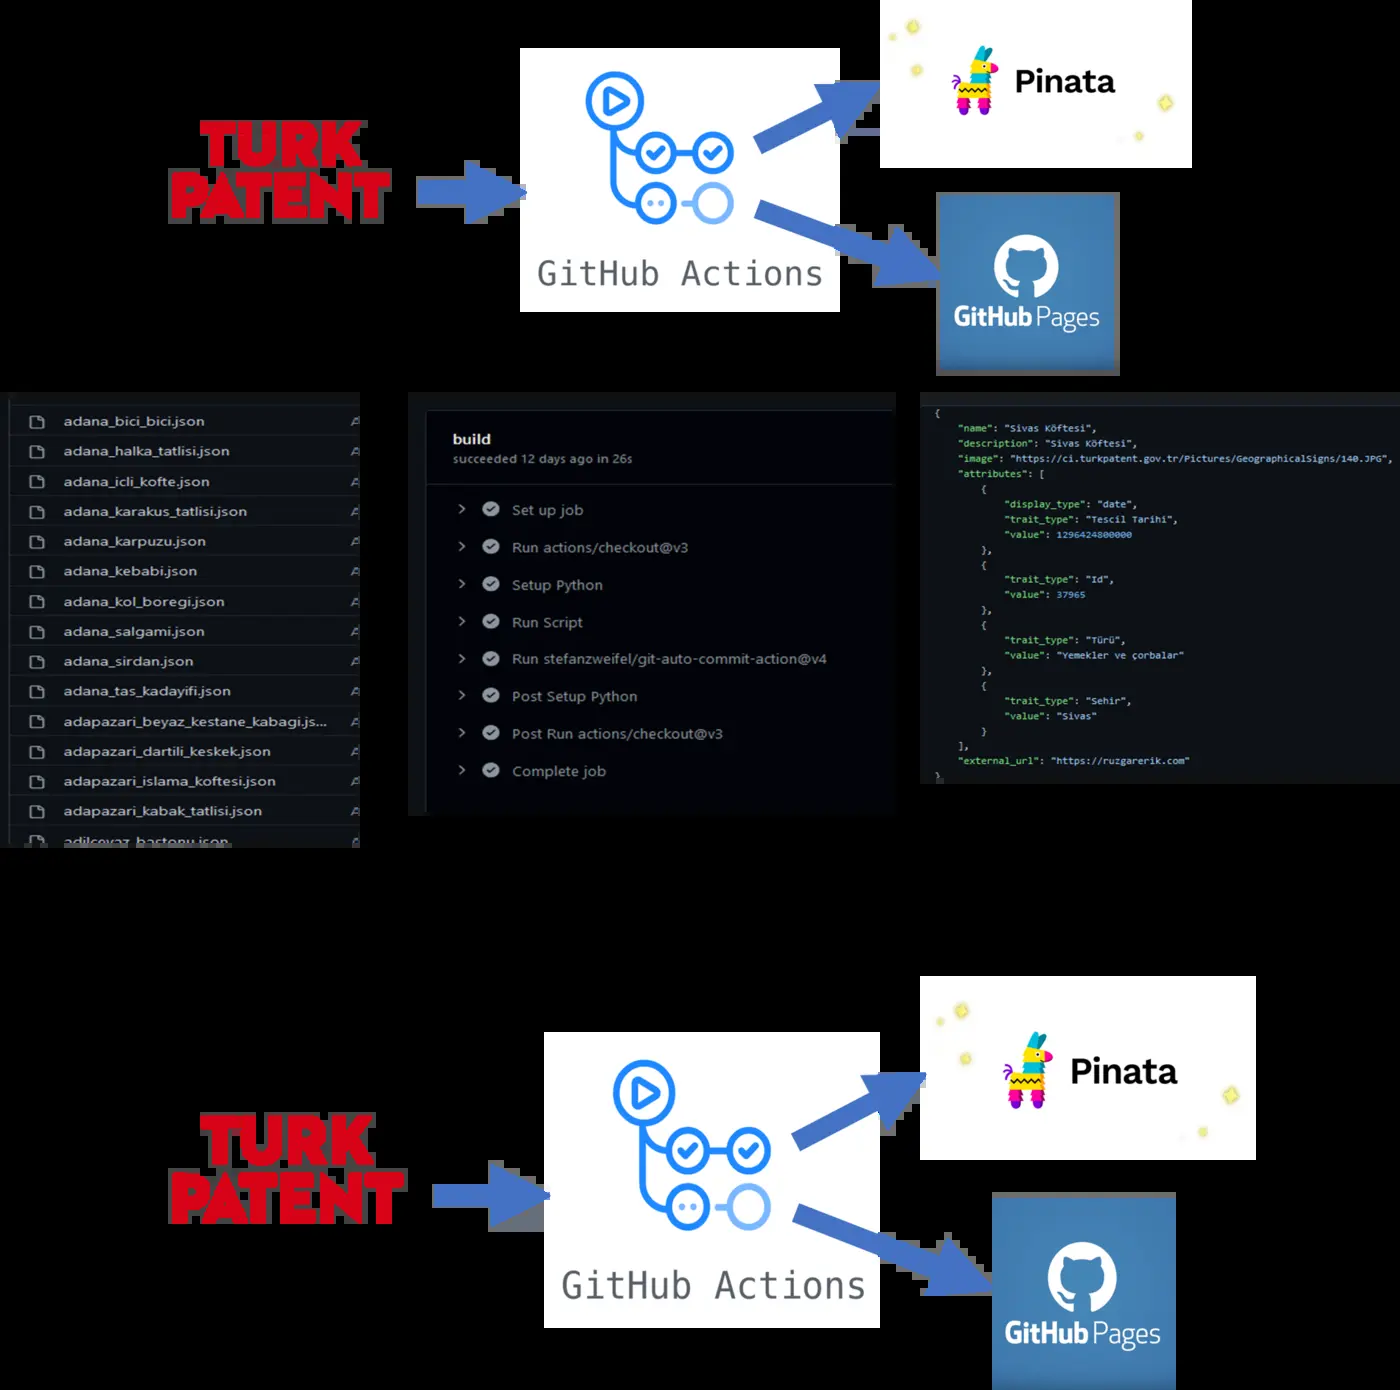 TURK
PATENT
GitHub Actions
Pinata
GitHub Pages
adana_bici_bici.json
adana_halka_tatlisi.json
adana_icli_kofte.json
adana_karakus_tatlisi.json
adana_karpuzu.json
adana_kebabi.json
adana_kol_boregi.json
adana_salgami.json
adana_sirdan.json
adana_tas_kadayifi.json
adapazari_beyaz_kestane_kabagi.js...
adapazari_dartili_keskek.json
adapazari_islama_koftesi.json
adapazari_kabak_tatlisi.json
adilcevaz_bastonu.json
build
succeeded 12 days ago in 26s
Set up job
Run actions/checkout@v3
Setup Python
Run Script
Run stefanzweifel/git-auto-commit-action@v4
Post Setup Python
Post Run actions/checkout@v3
Complete job
{
"name": "Sivas Köftesi",
"description": "Sivas Köftesi",
"image": "https://ci.turkpatent.gov.tr/Pictures/GeographicalSigns/140.JPG",
"attributes": [
{
"display_type": "date",
"trait_type": "Tescil Tarihi",
"value": 1296424800000
},
{
"trait_type": "Id",
"value": 37965
},
{
"trait_type": "Türü",
"value": "Yemekler ve çorbalar"
},
{
"trait_type": "Sehir",
"value": "Sivas"
}
],
"external_url": "https://ruzgarerik.com"
}
TURK
PATENT
GitHub Actions
Pinata
GitHub Pages